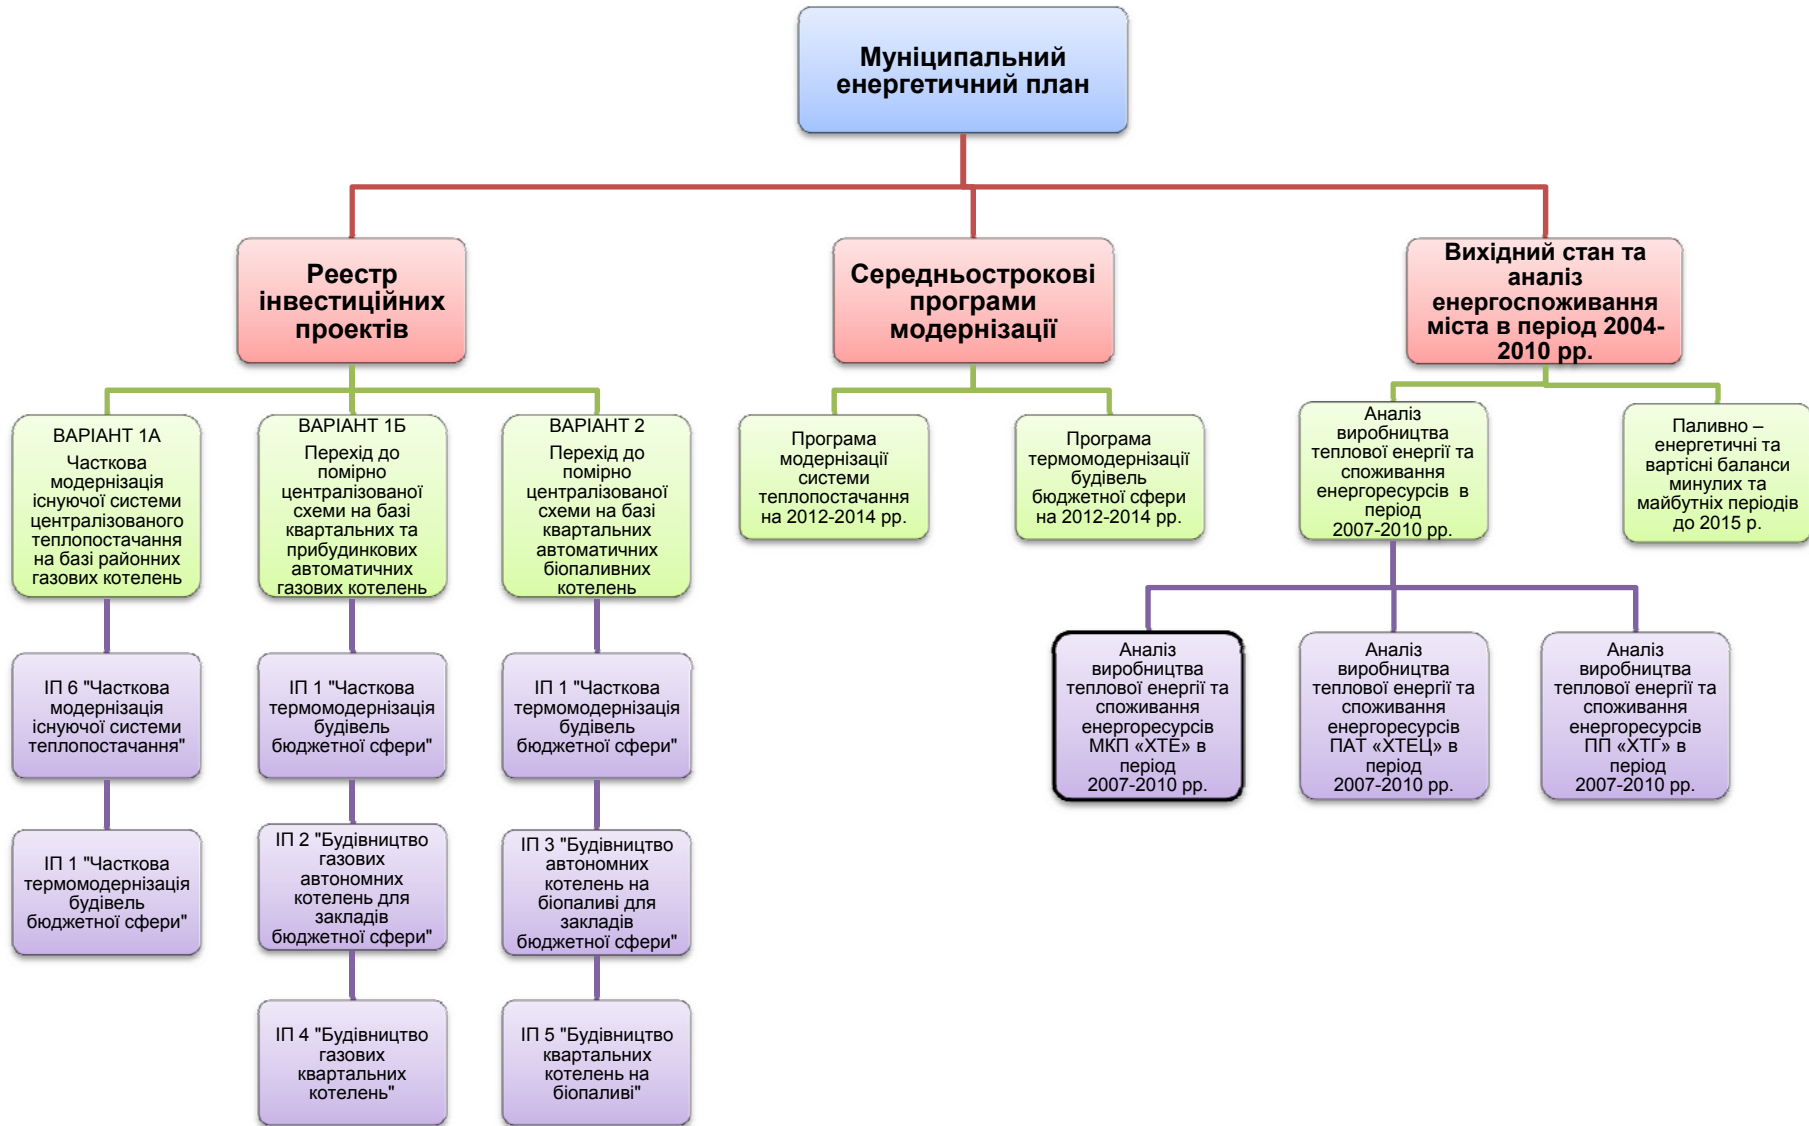 Муніципальний
енергетичний план
Реестр
інвестиційних
проектів
Середньострокові
програми
модернізації
Вихідний стан та
аналіз
енергоспоживання
міста в період 2004-
2010 рр.
ВАРІАНТ 1А
Часткова
модернізація
існуючої системи
централізованого
теплопостачання
на базі районних
газових котелень
ВАРІАНТ 1Б
Перехід до
помірно
централізованої
схеми на базі
квартальних та
прибудинкових
автоматичних
газових котелень
ВАРІАНТ 2
Перехід до
помірно
централізованої
схеми на базі
квартальних
автоматичних
біопаливних
котелень
Програма
модернізації
системи
теплопостачання
на 2012-2014 рр.
Програма
термомодернізації
будівель
бюджетної сфери
на 2012-2014 рр.
Аналіз
виробництва
теплової енергії та
споживання
енергоресурсів в
період
2007-2010 рр.
Паливно –
енергетичні та
вартісні баланси
минулих та
майбутніх періодів
до 2015 р.
ІП 6 "Часткова
модернізація
існуючої системи
теплопостачання"
ІП 1 "Часткова
термомодернізація
будівель
бюджетної сфери"
ІП 1 "Часткова
термомодернізація
будівель
бюджетної сфери"
Аналіз
виробництва
теплової енергії та
споживання
енергоресурсів
МКП «ХТЕ» в
період
2007-2010 рр.
Аналіз
виробництва
теплової енергії та
споживання
енергоресурсів
ПАТ «ХТЕЦ» в
період
2007-2010 рр.
Аналіз
виробництва
теплової енергії та
споживання
енергоресурсів
ПП «ХТГ» в
період
2007-2010 рр.
ІП 1 "Часткова
термомодернізація
будівель
бюджетної сфери"
ІП 2 "Будівництво
газових
автономних
котелень для
закладів
бюджетної сфери"
ІП 3 "Будівництво
автономних
котелень на
біопаливі для
закладів
бюджетної сфери"
ІП 4 "Будівництво
газових
квартальних
котелень"
ІП 5 "Будівництво
квартальних
котелень на
біопаливі"